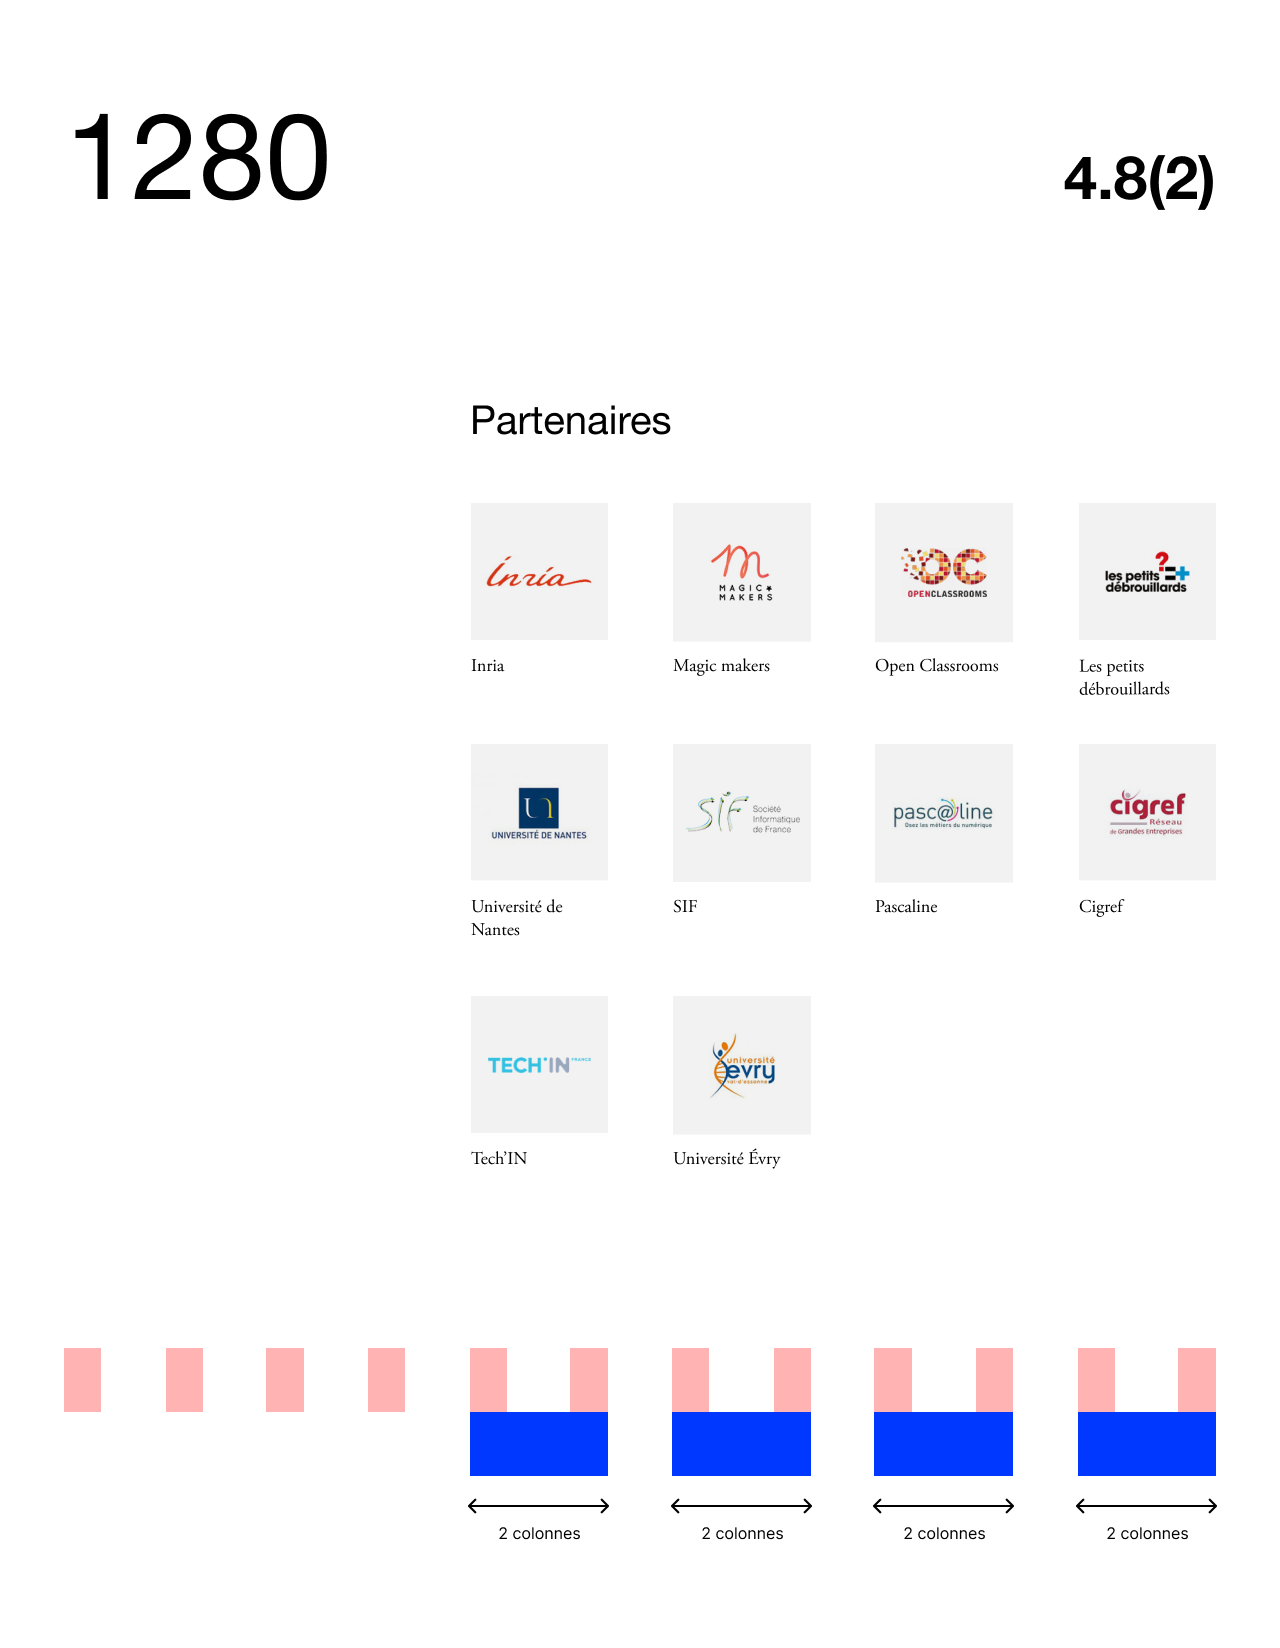 1280
4.8(2)
Partenaires
inria
m
MAGIC
MAKERS
OC
OPENCLASSROOMS
?
les petits
débrouillards
Inria
Magic makers
Open Classrooms
Les petits
débrouillards
UNIVERSITÉ DE NANTES
SIF
Société
Informatique
de France
pasc@line
Osez les métiers du numérique
cigref
Réseau
de Grandes Entreprises
Université de
Nantes
SIF
Pascaline
Cigref
TECH'IN FRANCE
université
evry
val-d'essonne
Tech’IN
Université Évry
2 colonnes
2 colonnes
2 colonnes
2 colonnes